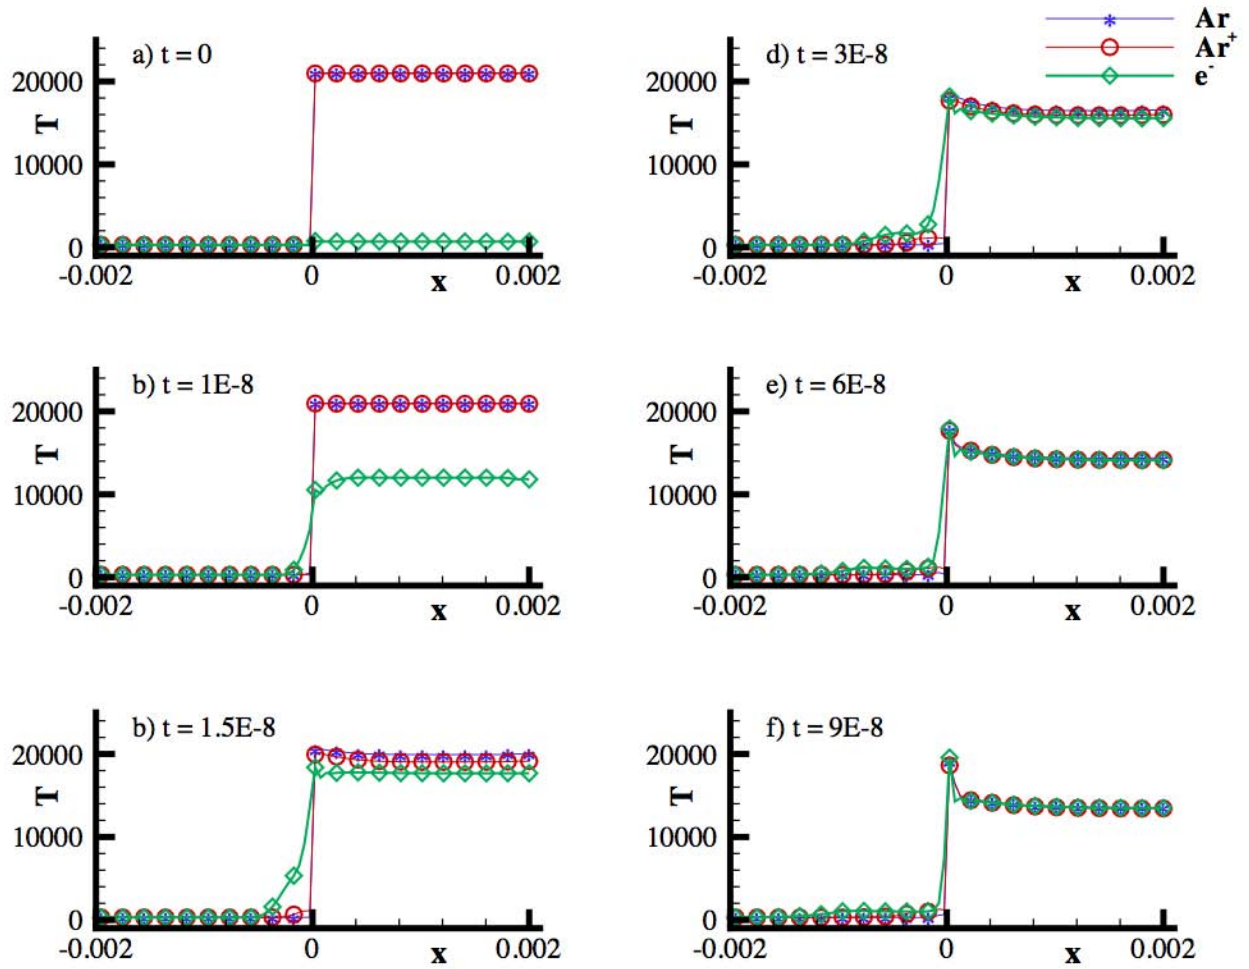 Ar
Ar+
e-
a) t = 0
20000
10000
0
T
-0.002
0
x
0.002
b) t = 1E-8
20000
10000
0
T
-0.002
0
x
0.002
b) t = 1.5E-8
20000
10000
0
T
-0.002
0
x
0.002
d) t = 3E-8
20000
10000
0
T
-0.002
0
x
0.002
e) t = 6E-8
20000
10000
0
T
-0.002
0
x
0.002
f) t = 9E-8
20000
10000
0
T
-0.002
0
x
0.002